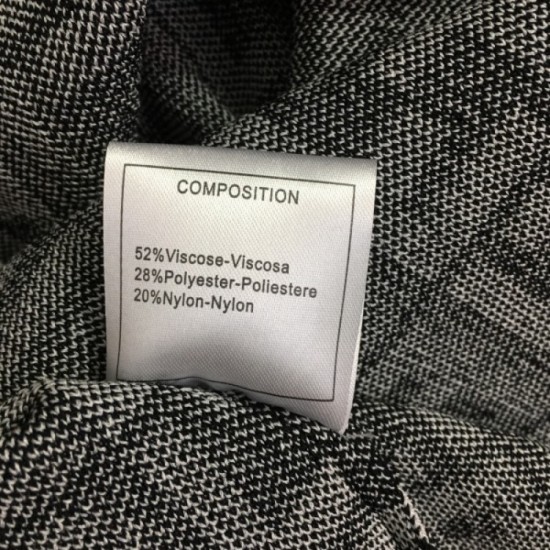 COMPOSITION
52%Viscose-Viscosa
28%Polyester-Poliestere
20%Nylon-Nylon